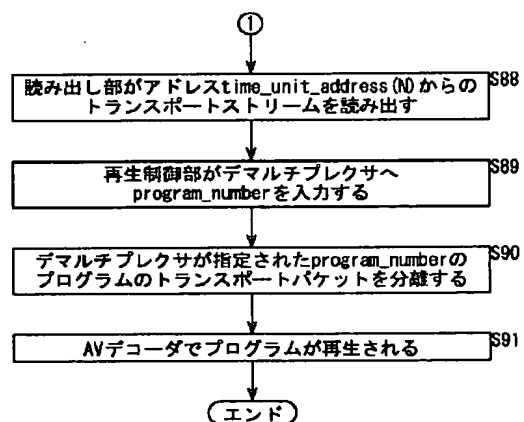 1
読み出し部がアドレスtime_unit_address(N)からの
トランスポートストリームを読み出す
S88
再生制御部がデマルチプレクサへ
program_numberを入力する
S89
デマルチプレクサが指定されたprogram_numberの
プログラムのトランスポートパケットを分離する
S90
AVデコーダでプログラムが再生される
S91
エンド